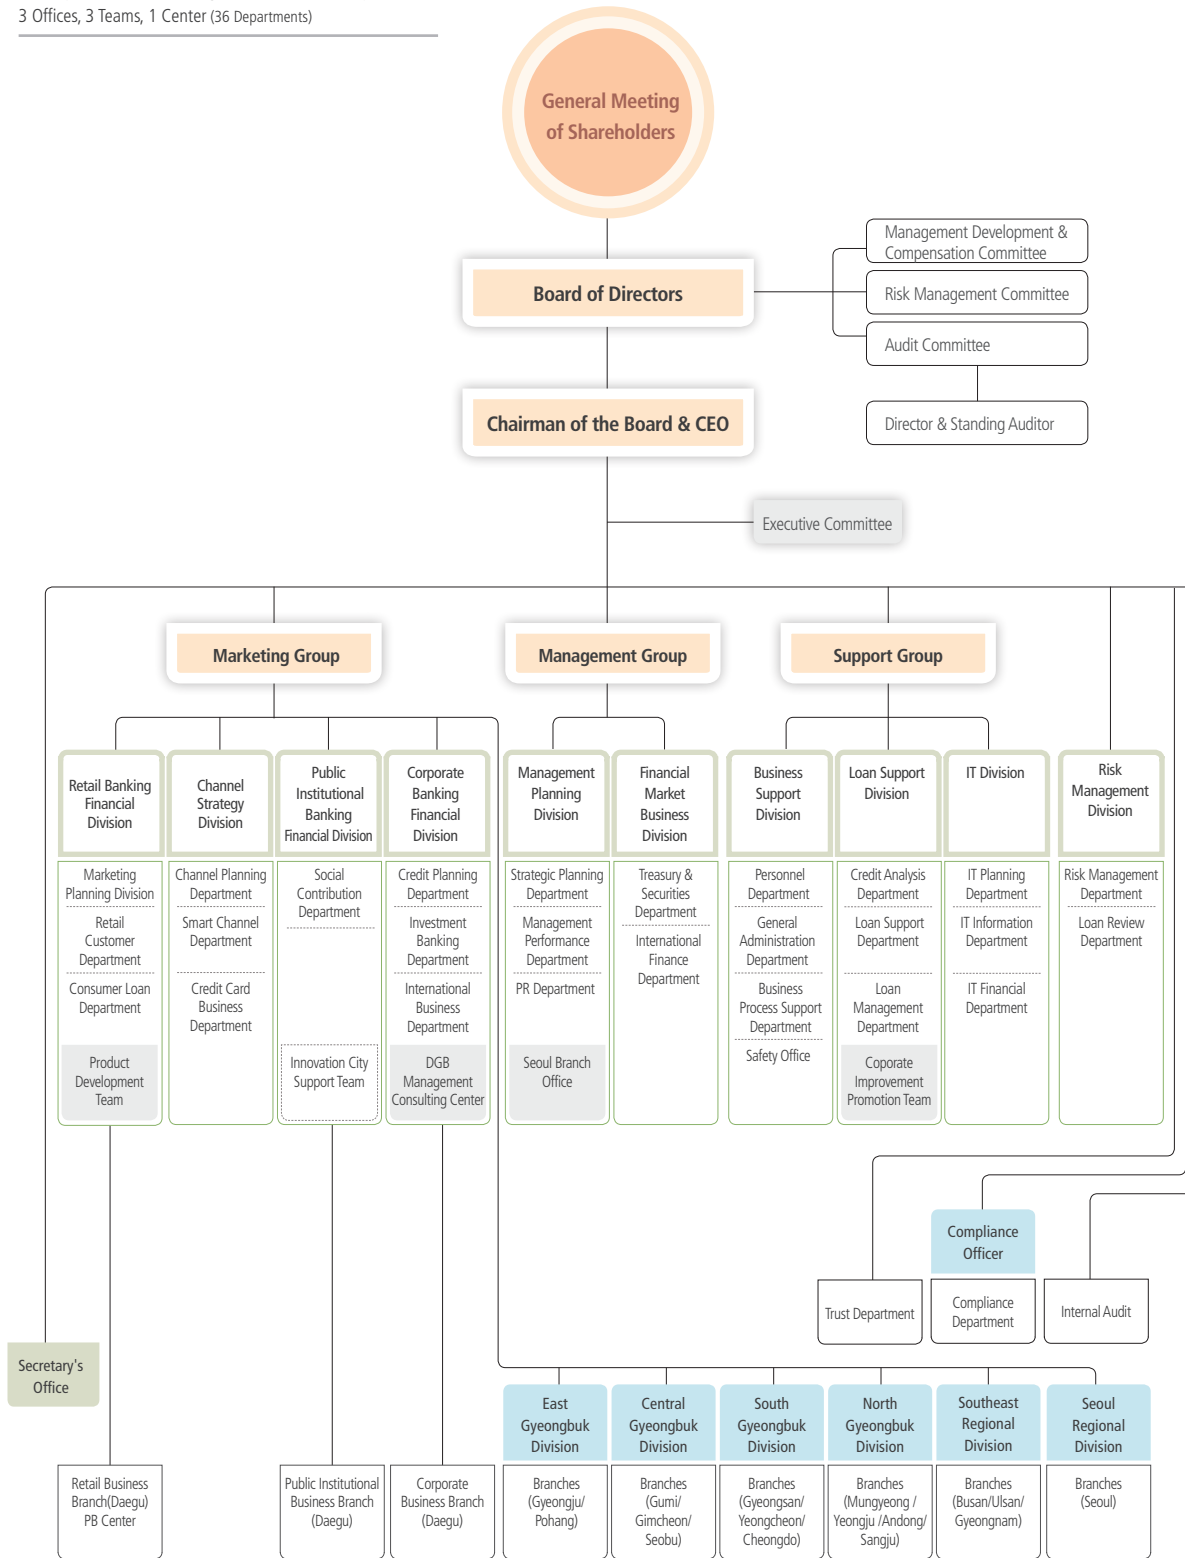 3 Offices, 3 Teams, 1 Center (36 Departments)
General Meeting
of Shareholders
Management Development &
Compensation Committee
Board of Directors
Risk Management Committee
Audit Committee
Chairman of the Board & CEO
Director & Standing Auditor
Executive Committee
Marketing Group
Management Group
Support Group
Retail Banking
Financial
Division
Channel
Strategy
Division
Public
Institutional
Banking
Financial Division
Corporate
Banking
Financial
Division
Management
Planning
Division
Financial
Market
Business
Division
Business
Support
Division
Loan Support
Division
IT Division
Risk
Management
Division
Marketing
Planning Division
Retail
Customer
Department
Consumer Loan
Department
Product
Development
Team
Channel Planning
Department
Smart Channel
Department
Credit Card
Business
Department
Social
Contribution
Department
Innovation City
Support Team
Credit Planning
Department
Investment
Banking
Department
International
Business
Department
DGB
Management
Consulting Center
Strategic Planning
Department
Management
Performance
Department
PR Department
Seoul Branch
Office
Treasury &
Securities
Department
International
Finance
Department
Personnel
Department
General
Administration
Department
Business
Process Support
Department
Safety Office
Credit Analysis
Department
Loan Support
Department
Loan
Management
Department
Coporate
Improvement
Promotion Team
IT Planning
Department
IT Information
Department
IT Financial
Department
Risk Management
Department
Loan Review
Department
Compliance
Officer
Trust Department
Compliance
Department
Internal Audit
Secretary's
Office
East
Gyeongbuk
Division
Central
Gyeongbuk
Division
South
Gyeongbuk
Division
North
Gyeongbuk
Division
Southeast
Regional
Division
Seoul
Regional
Division
Retail Business
Branch(Daegu)
PB Center
Public Institutional
Business Branch
(Daegu)
Corporate
Business Branch
(Daegu)
Branches
(Gyeongju/
Pohang)
Branches
(Gumi/
Gimcheon/
Seobu)
Branches
(Gyeongsan/
Yeongcheon/
Cheongdo)
Branches
(Mungyeong /
Yeongju /Andong/
Sangju)
Branches
(Busan/Ulsan/
Gyeongnam)
Branches
(Seoul)